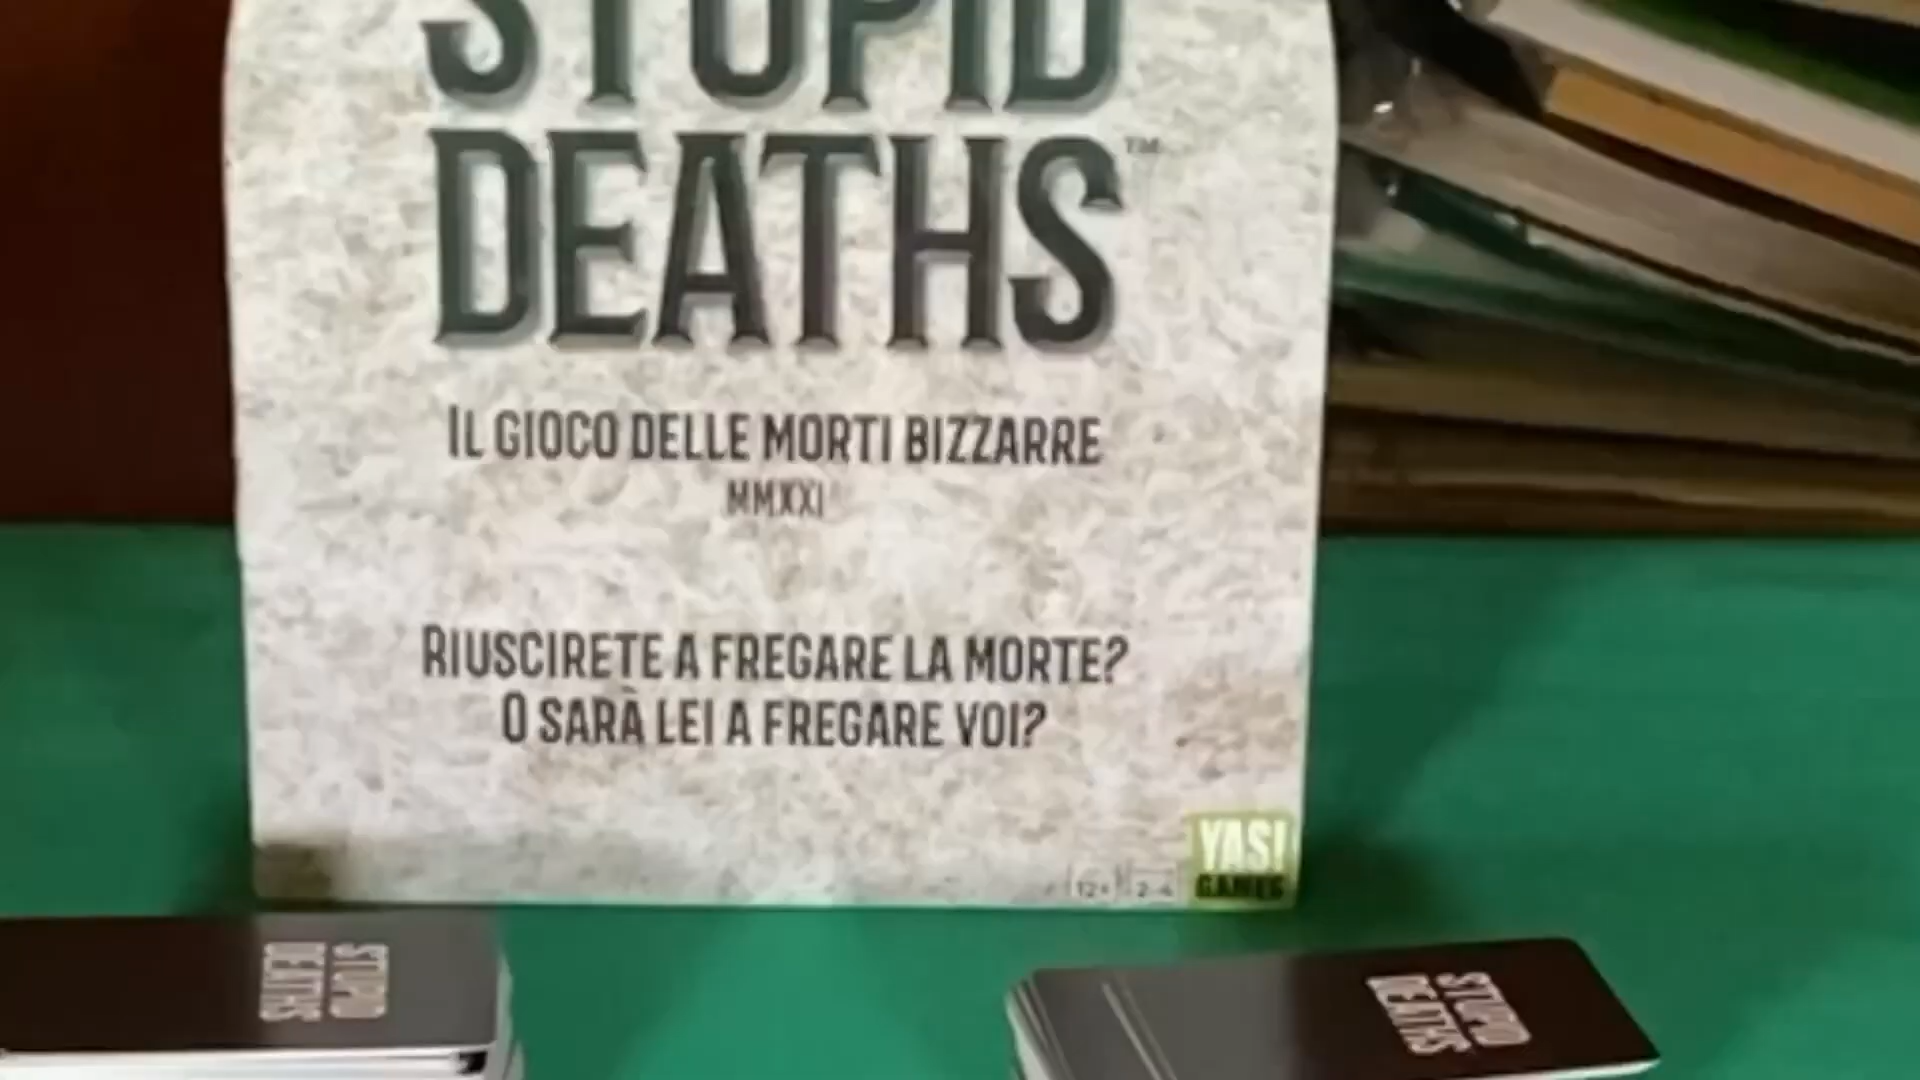 STUPID
DEATHS™
IL GIOCO DELLE MORTI BIZZARRE
MMXXI
RIUSCIRETE A FREGARE LA MORTE?
O SARÀ LEI A FREGARE VOI?
12+ 2-4
YAS!
GAMES
STUPID
DEATHS
STUPID
DEATHS